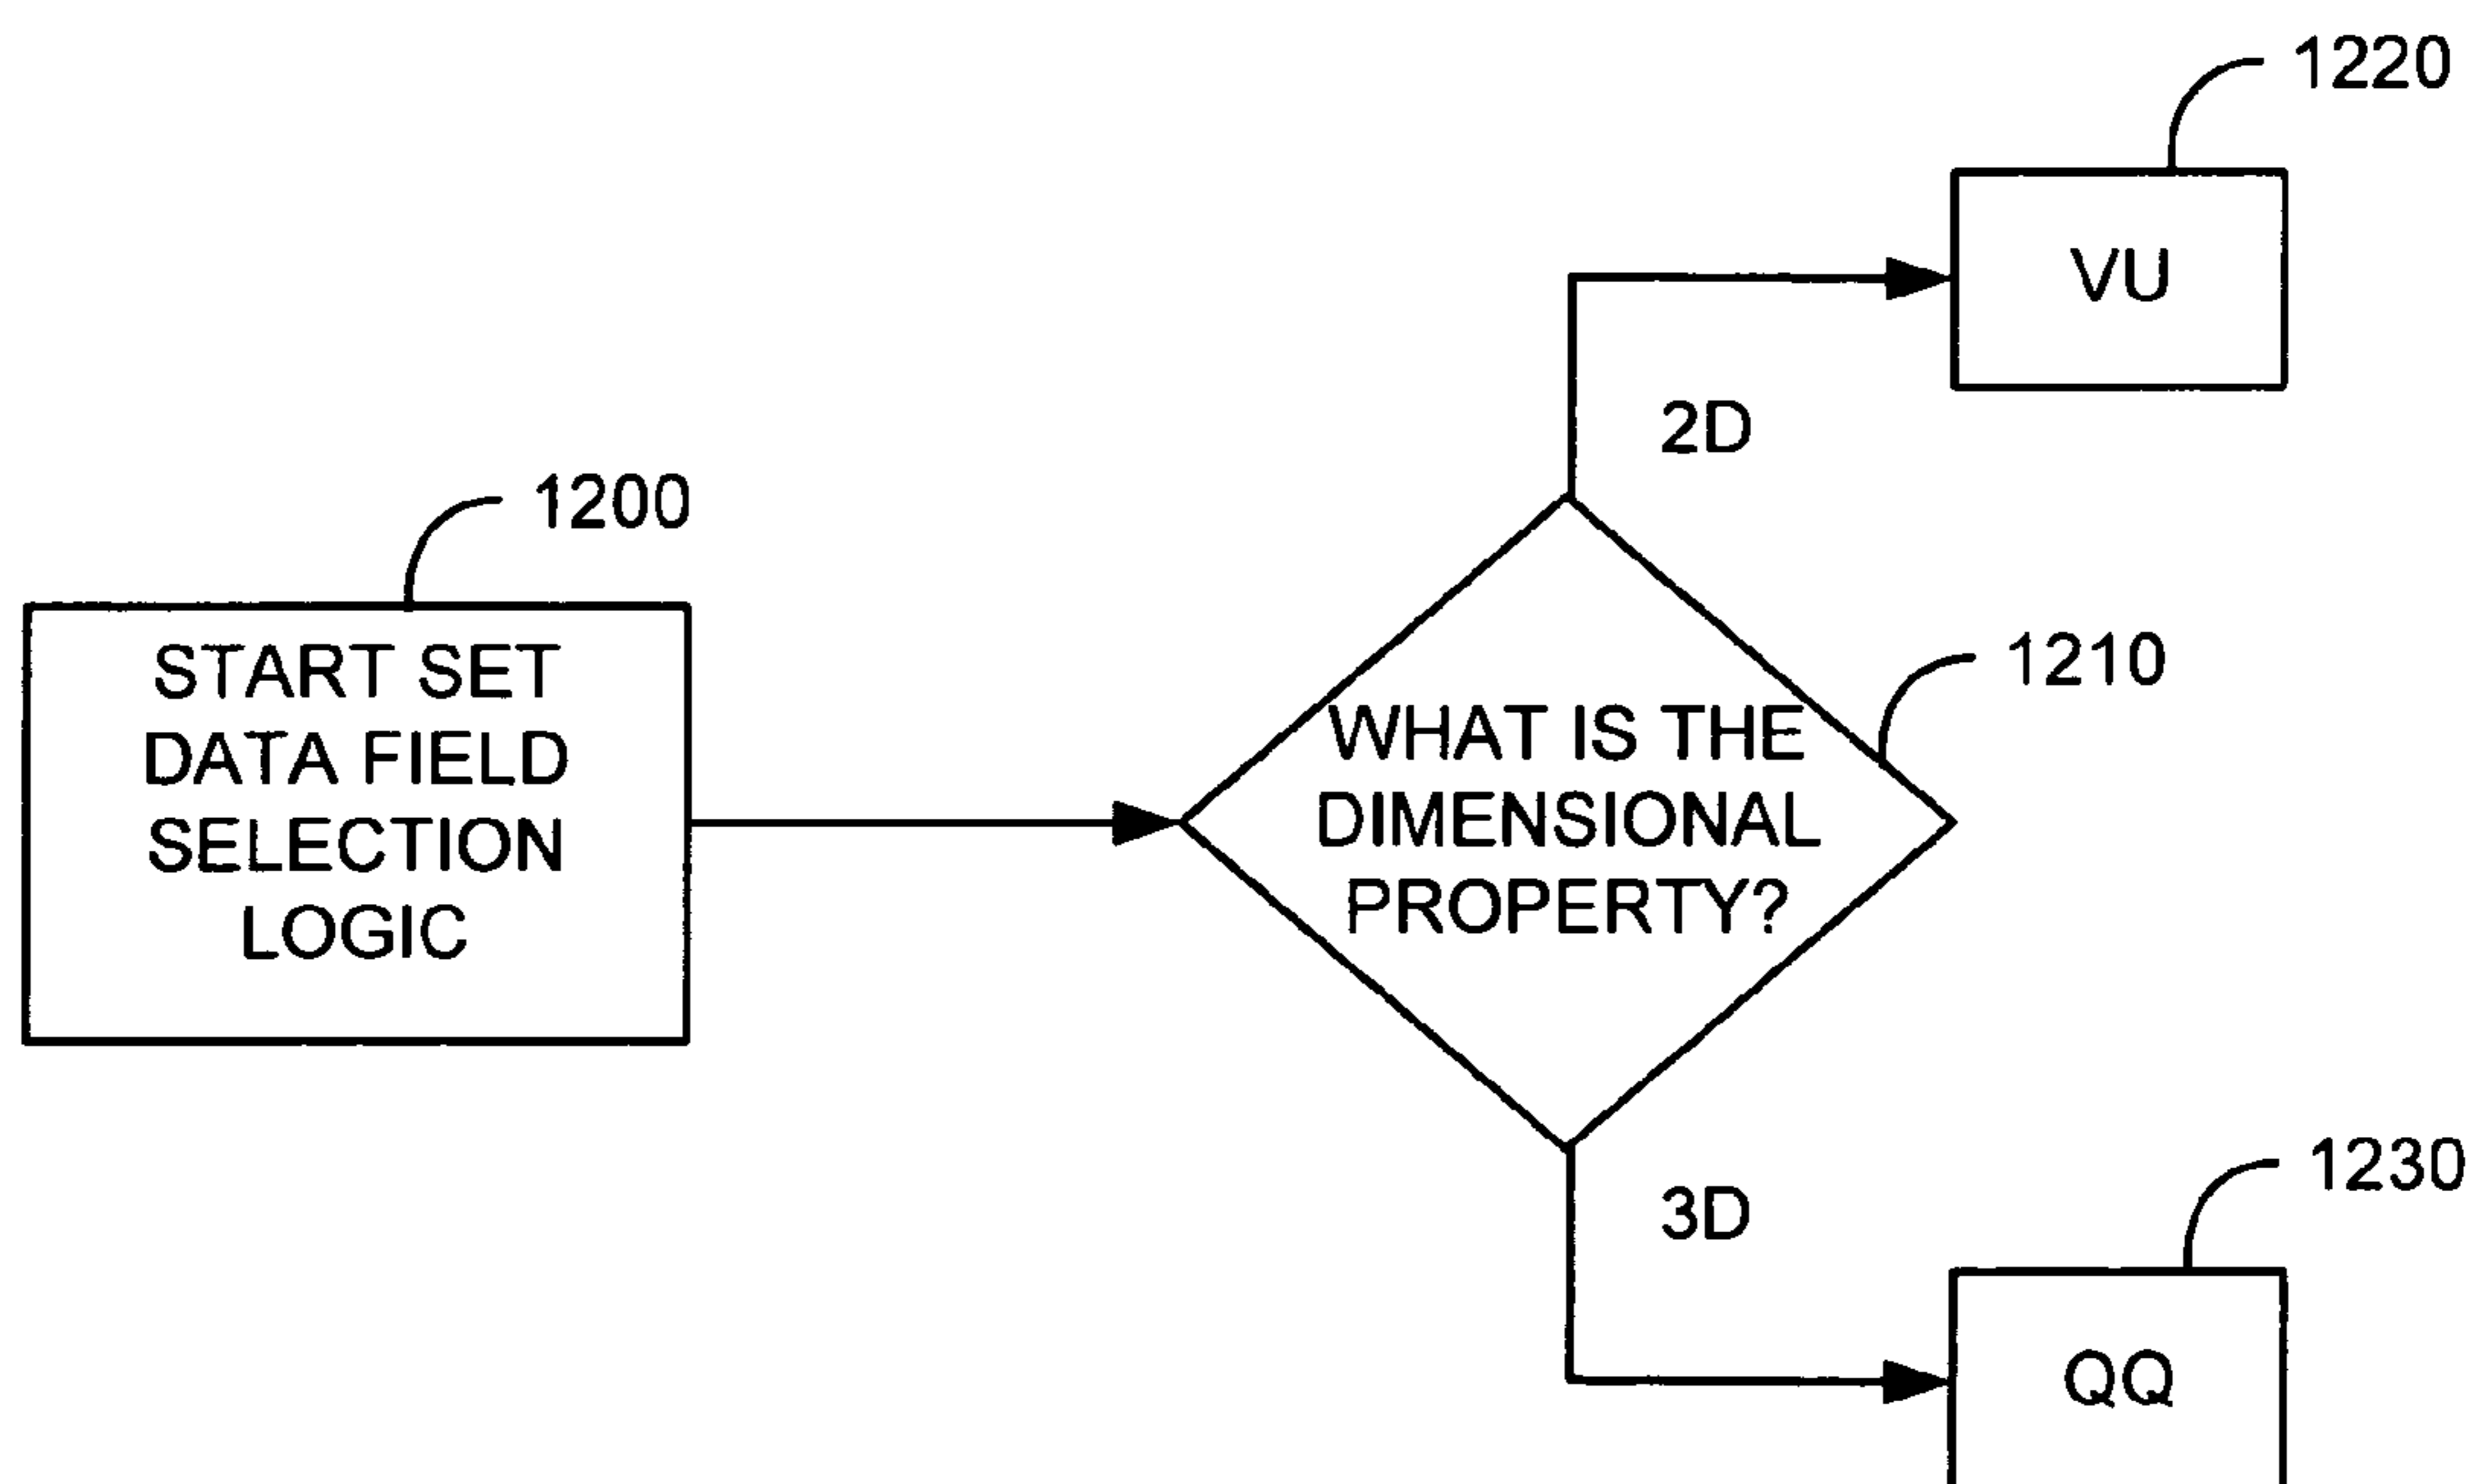 1220
VU
2D
1200
START SET
DATA FIELD
SELECTION
LOGIC
1210
WHAT IS THE
DIMENSIONAL
PROPERTY?
1230
3D
QQ